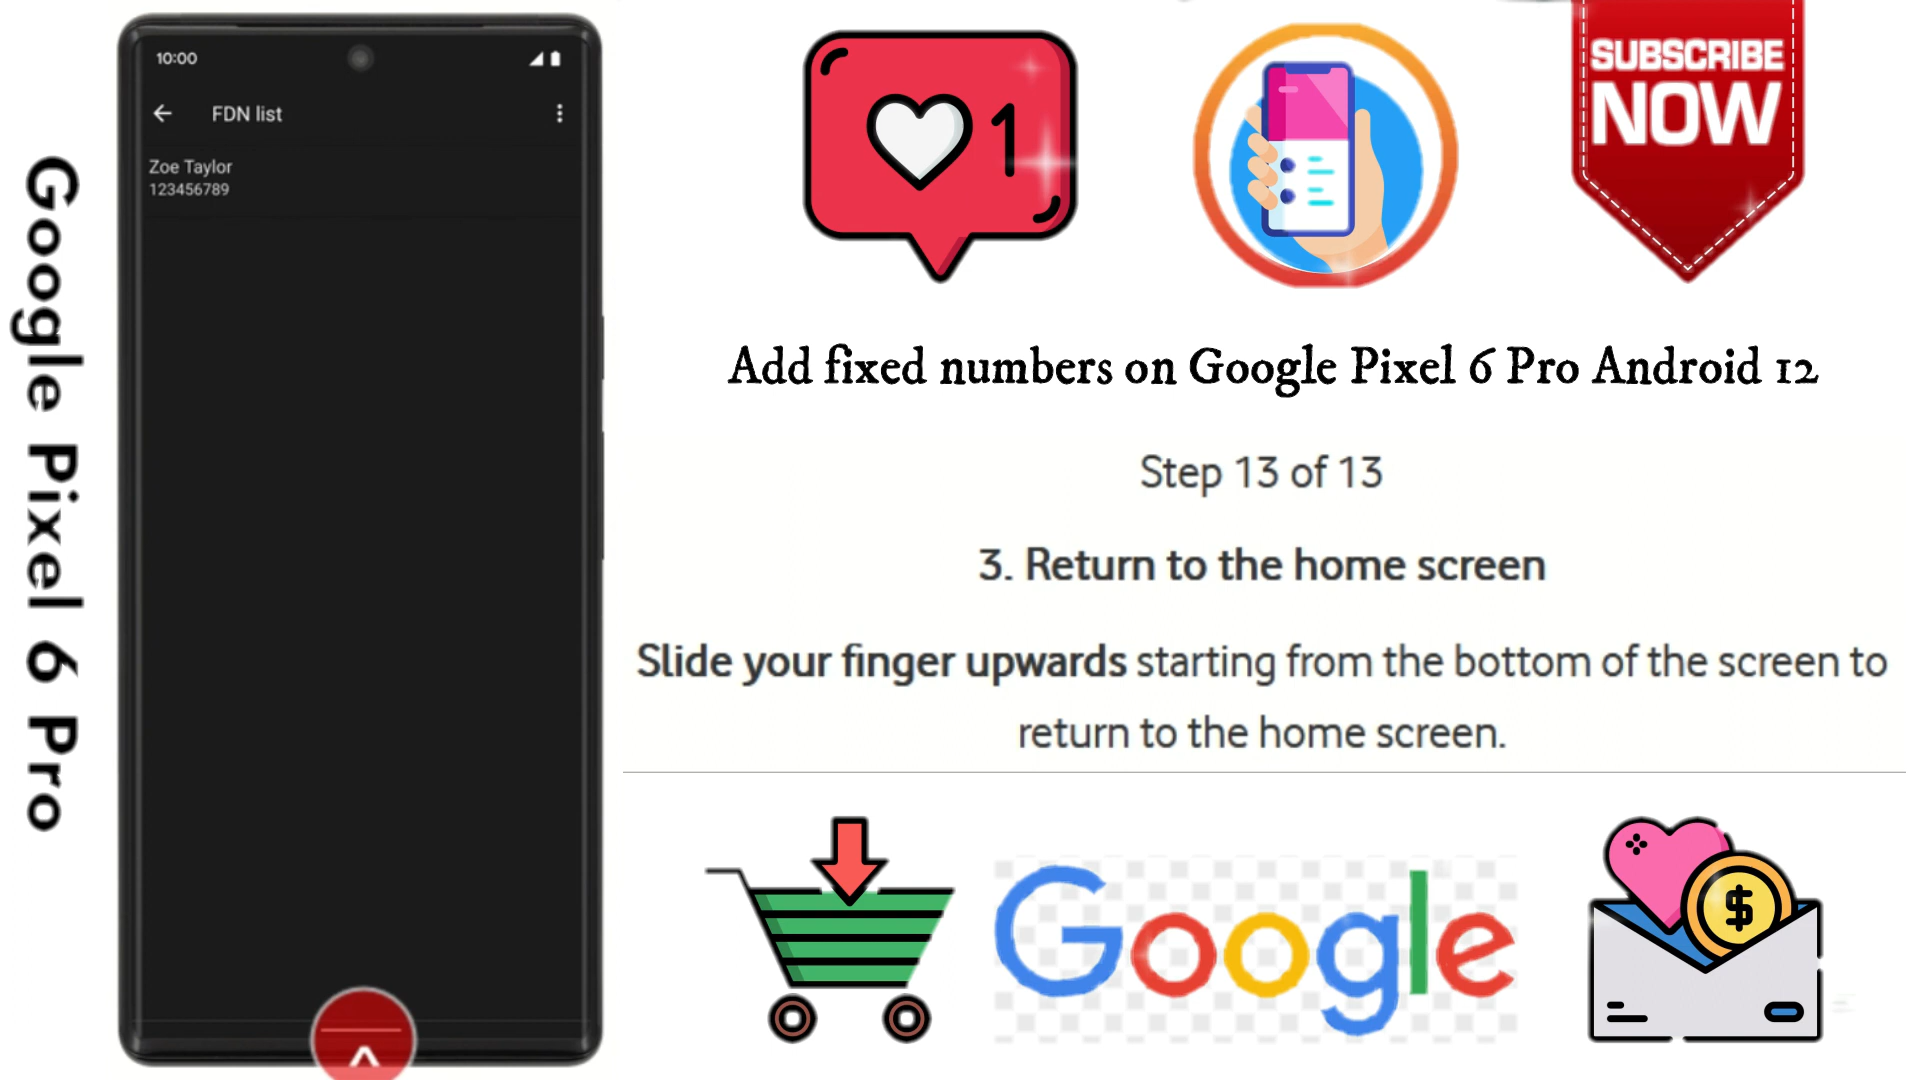 Google Pixel 6 Pro
10:00
FDN list
Zoe Taylor
123456789
1
SUBSCRIBE
NOW
Add fixed numbers on Google Pixel 6 Pro Android 12
Step 13 of 13
3. Return to the home screen
Slide your finger upwards starting from the bottom of the screen to
return to the home screen.
Google
$